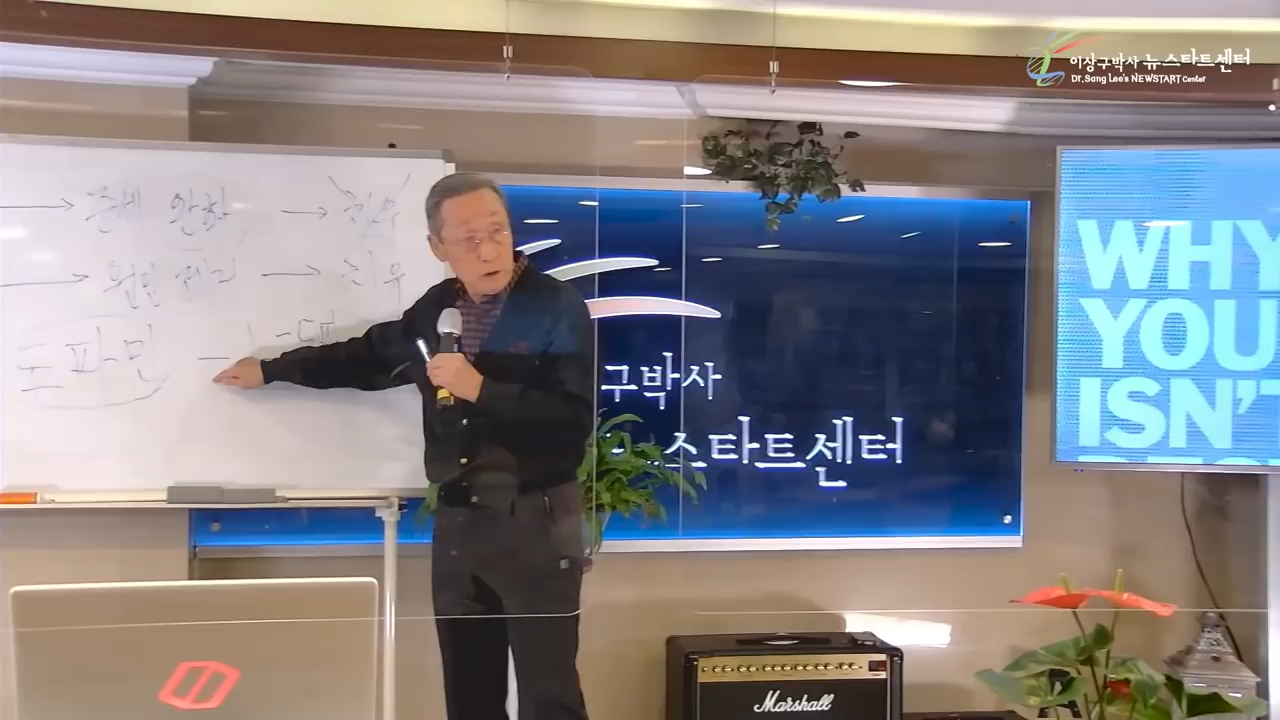 이상구박사 뉴스타트센터
Dr. Sang Lee's NEWSTART Center
→ 증세 완화 →
→ 원인 제거 → 치유
도파민
구박사
스타트센터
WHY
YOU
ISN'T
Marshall